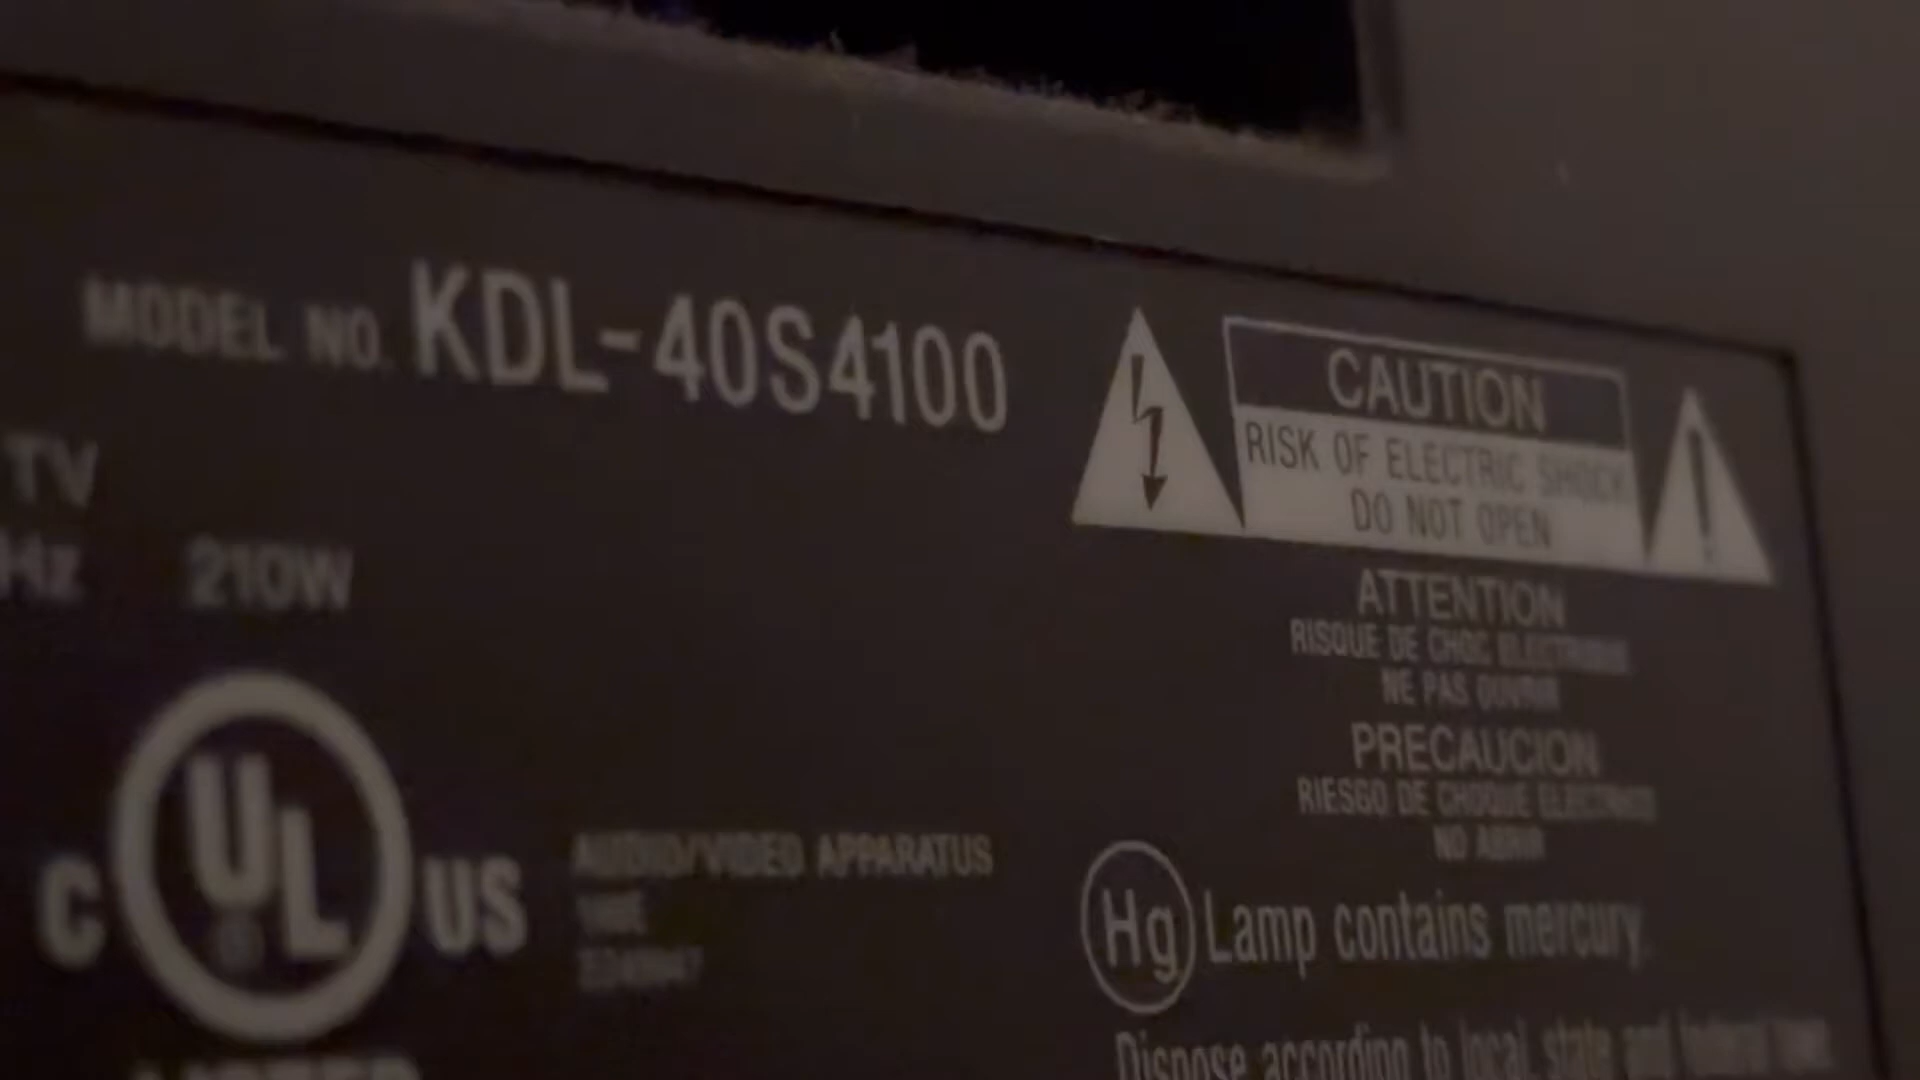 MODEL NO. KDL-40S4100
TV
Hz 210W
C UL US
AUDIO/VIDEO APPARATUS
CAUTION
RISK OF ELECTRIC SHOCK
DO NOT OPEN
ATTENTION
RISQUE DE CHOC ELECTRIQUE
NE PAS OUVRIR
PRECAUCION
RIESGO DE CHOQUE ELECTRICO
NO ABRIR
Hg Lamp contains mercury.
Dispose according to local, state and federal